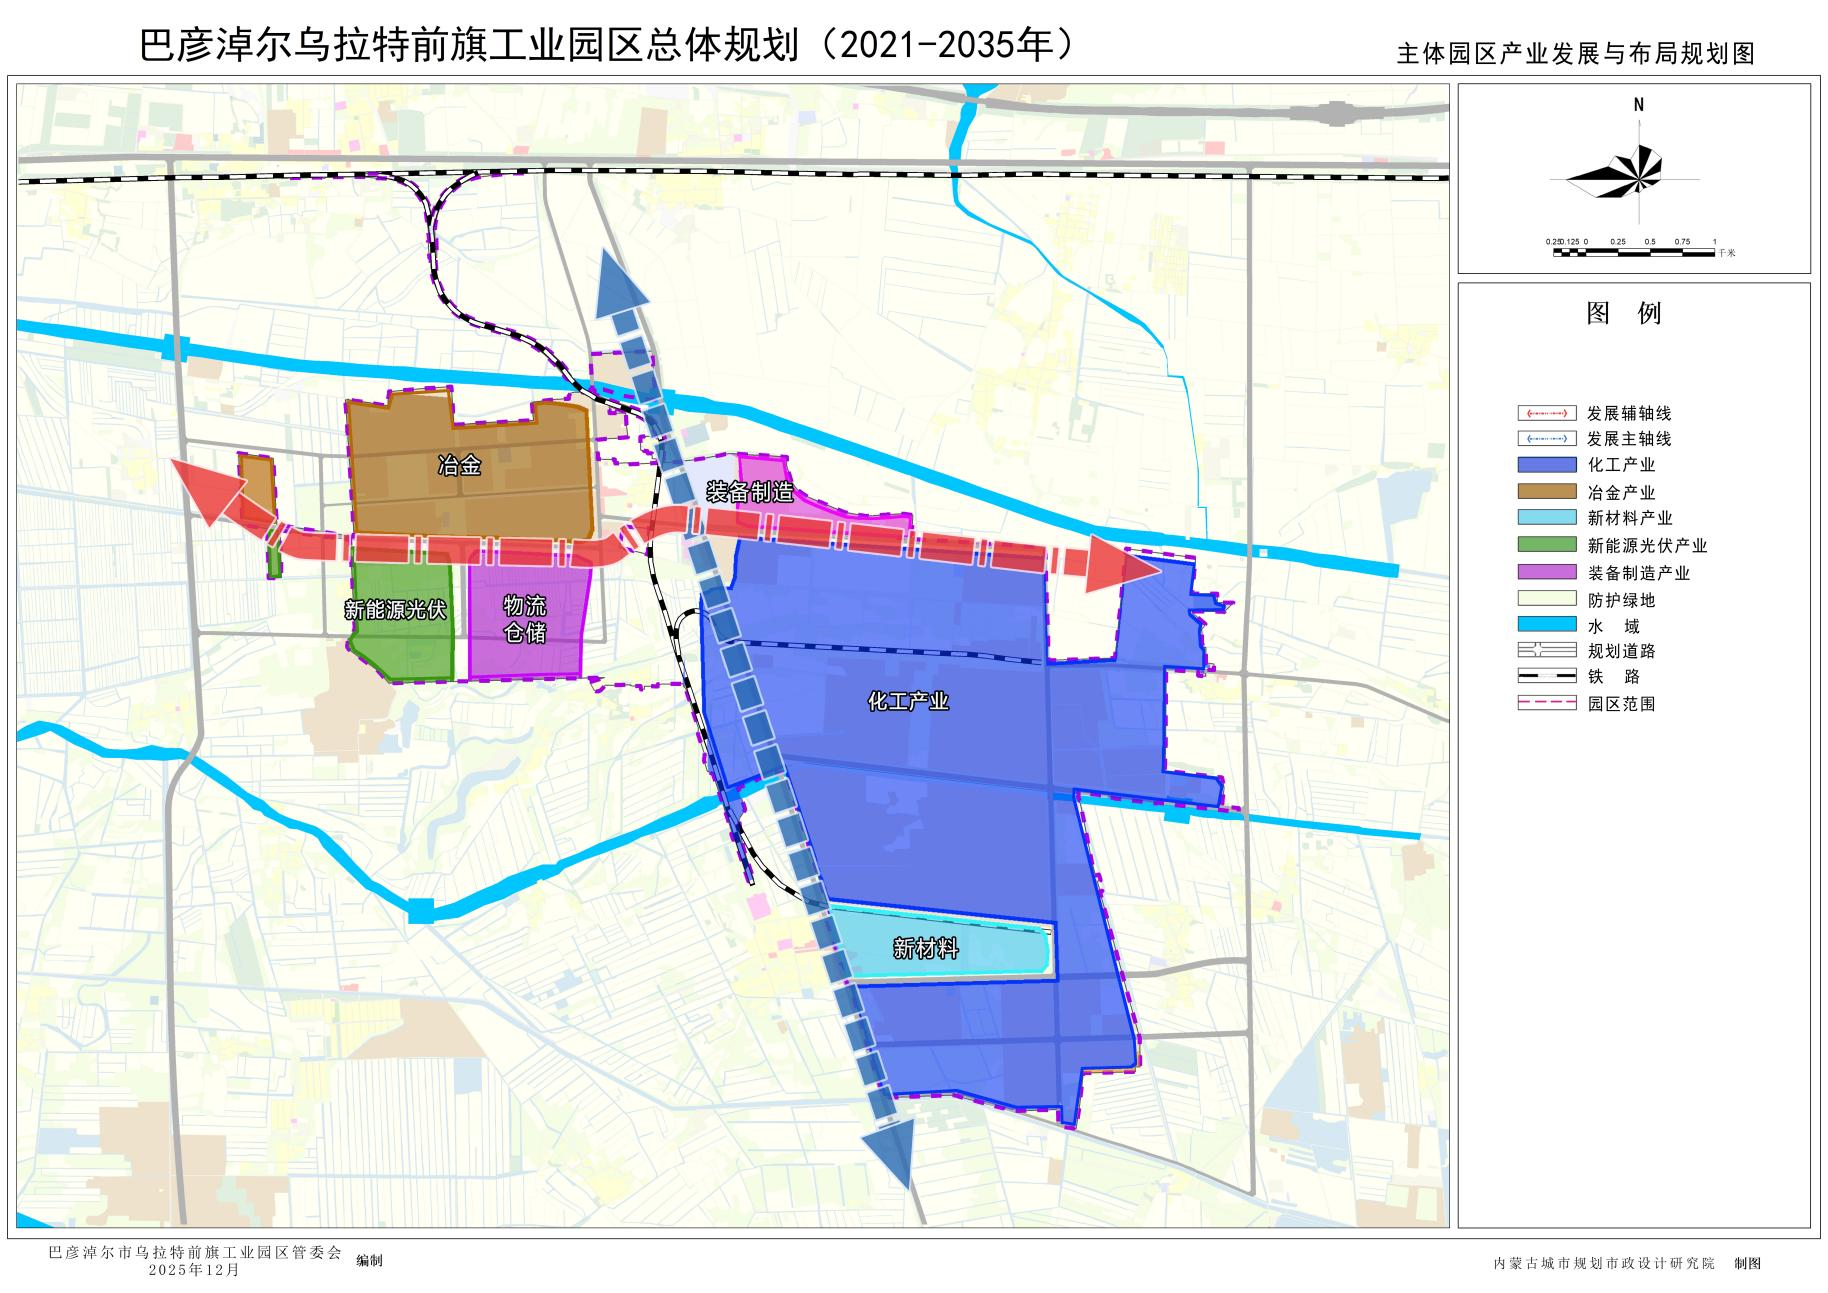 巴彦淖尔乌拉特前旗工业园区总体规划（2021-2035年）
主体园区产业发展与布局规划图
N
0.25 0.125 0 0.25 0.5 0.75 1
千米
图 例
发展辅轴线
发展主轴线
化工产业
冶金产业
新材料产业
新能源光伏产业
装备制造产业
防护绿地
水 域
规划道路
铁 路
园区范围
冶金
装备制造
新能源光伏
物流
仓储
化工产业
新材料
巴彦淖尔市乌拉特前旗工业园区管委会
2025年12月
编制
内蒙古城市规划市政设计研究院 制图